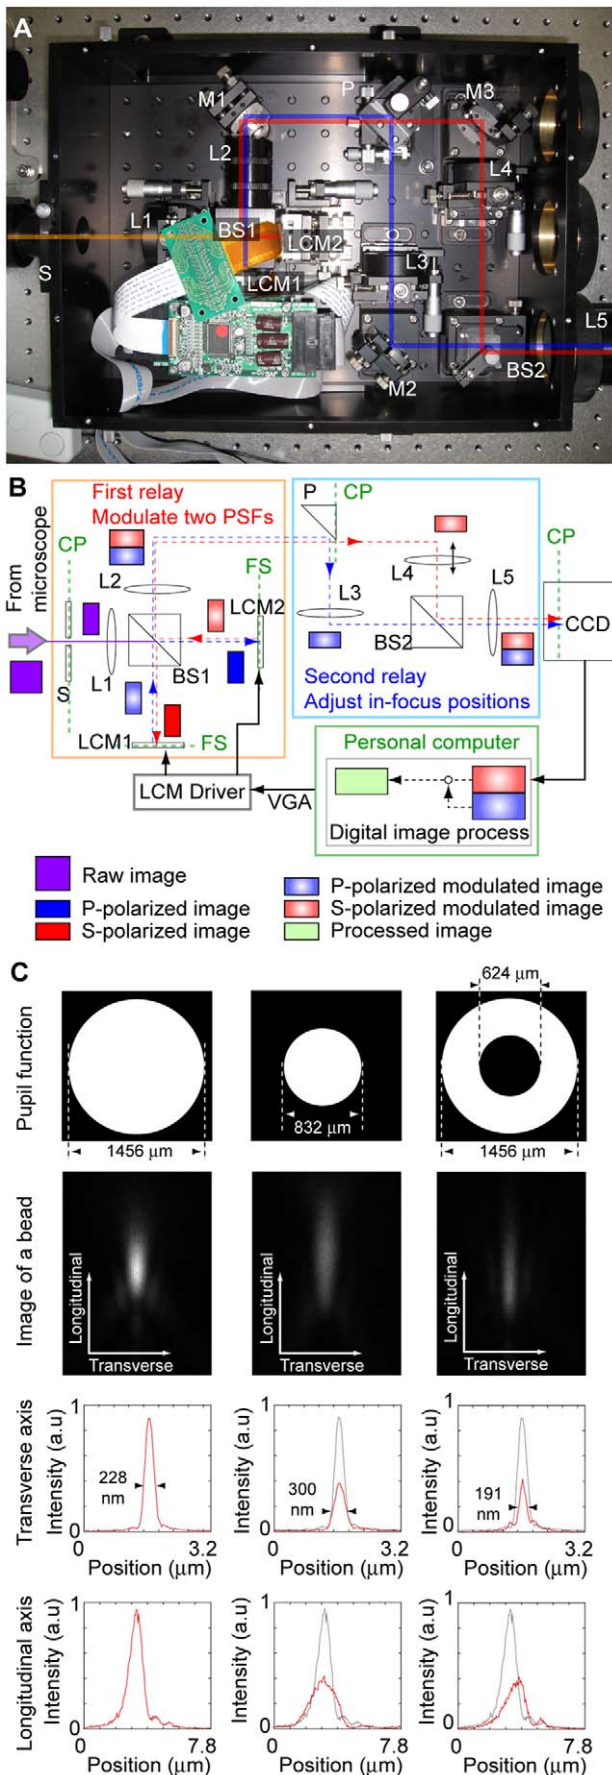 A
M1
P
M3
L2
L4
L1
BS1
LCM2
S
LCM1
L3
L5
M2
BS2
B
First relay
Modulate two PSFs
From
microscope
CP
L2
FS
LCM2
S
L1
BS1
LCM1
FS
P
CP
L3
L4
BS2
L5
CP
CCD
Second relay
Adjust in-focus positions
Personal computer
LCM Driver
VGA
Digital image process
Raw image
P-polarized image
S-polarized image
P-polarized modulated image
S-polarized modulated image
Processed image
C
Pupil function
1456 μm
832 μm
624 μm
1456 μm
Image of a bead
Longitudinal
Transverse
Longitudinal
Transverse
Longitudinal
Transverse
Transverse axis
Intensity (a.u)
1
0
228
nm
0
3.2
Position (μm)
Intensity (a.u)
1
0
300
nm
0
3.2
Position (μm)
Intensity (a.u)
1
0
191
nm
0
3.2
Position (μm)
Longitudinal axis
Intensity (a.u)
1
0
0
7.8
Position (μm)
Intensity (a.u)
1
0
0
7.8
Position (μm)
Intensity (a.u)
1
0
0
7.8
Position (μm)